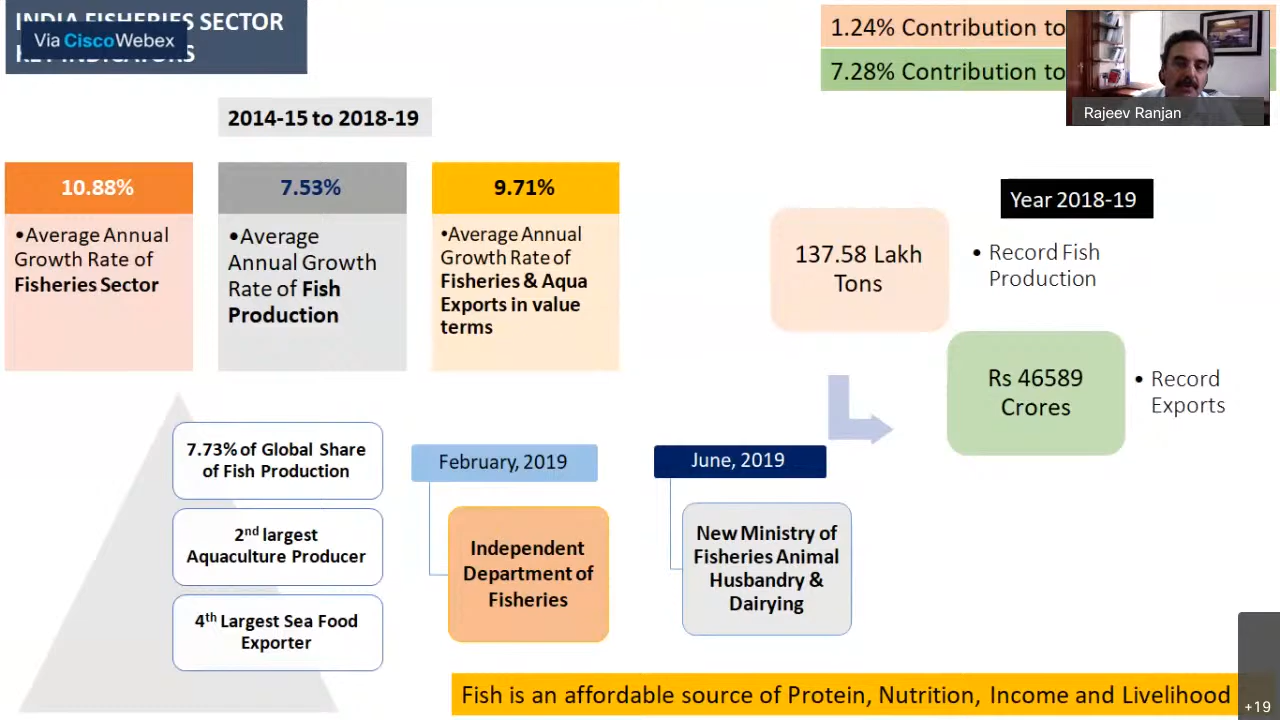 INDIA FISHERIES SECTOR
Via CiscoWebex
KEY INDICATORS
1.24% Contribution to
7.28% Contribution to
Rajeev Ranjan
2014-15 to 2018-19
10.88%
•Average Annual
Growth Rate of
Fisheries Sector
7.53%
•Average
Annual Growth
Rate of Fish
Production
9.71%
•Average Annual
Growth Rate of
Fisheries & Aqua
Exports in value
terms
Year 2018-19
137.58 Lakh
Tons
• Record Fish
Production
Rs 46589
Crores
• Record
Exports
7.73% of Global Share
of Fish Production
2nd largest
Aquaculture Producer
4th Largest Sea Food
Exporter
February, 2019
Independent
Department of
Fisheries
June, 2019
New Ministry of
Fisheries Animal
Husbandry &
Dairying
Fish is an affordable source of Protein, Nutrition, Income and Livelihood
+19